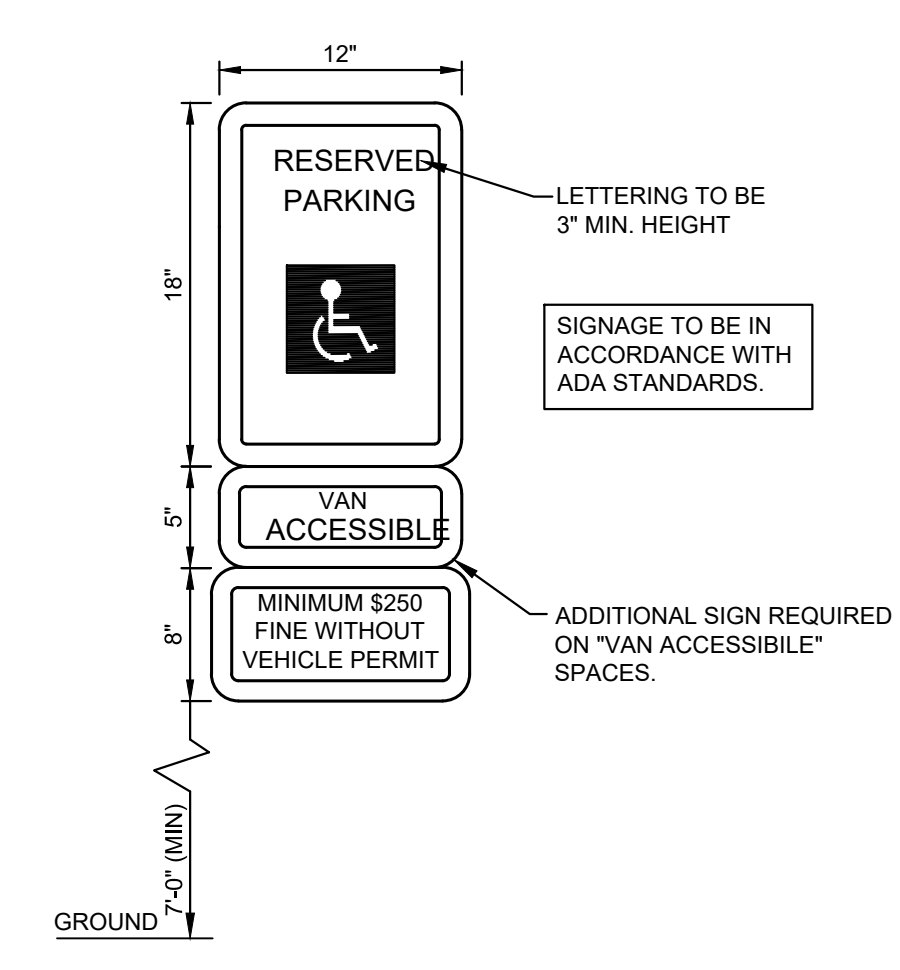 12"
RESERVED
PARKING
LETTERING TO BE
3" MIN. HEIGHT
18"
SIGNAGE TO BE IN
ACCORDANCE WITH
ADA STANDARDS.
VAN
ACCESSIBLE
5"
MINIMUM $250
FINE WITHOUT
VEHICLE PERMIT
8"
ADDITIONAL SIGN REQUIRED
ON "VAN ACCESSIBILE"
SPACES.
7'-0" (MIN)
GROUND